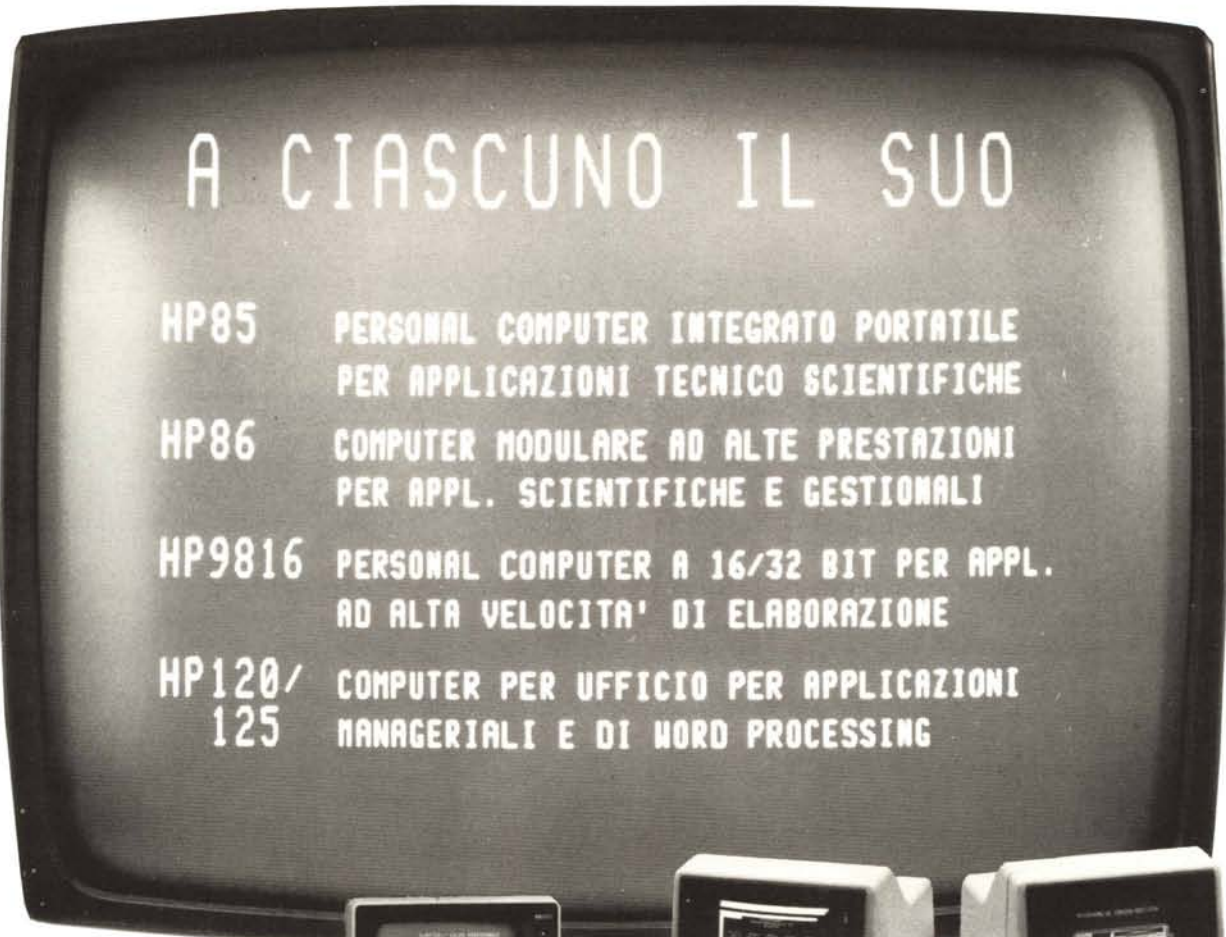 A CIASCUNO IL SUO
HP85 PERSONAL COMPUTER INTEGRATO PORTATILE
PER APPLICAZIONI TECNICO SCIENTIFICHE
HP86 COMPUTER MODULARE AD ALTE PRESTAZIONI
PER APPL. SCIENTIFICHE E GESTIONALI
HP9816 PERSONAL COMPUTER A 16/32 BIT PER APPL.
AD ALTA VELOCITA' DI ELABORAZIONE
HP120/ COMPUTER PER UFFICIO PER APPLICAZIONI
125 MANAGERIALI E DI WORD PROCESSING